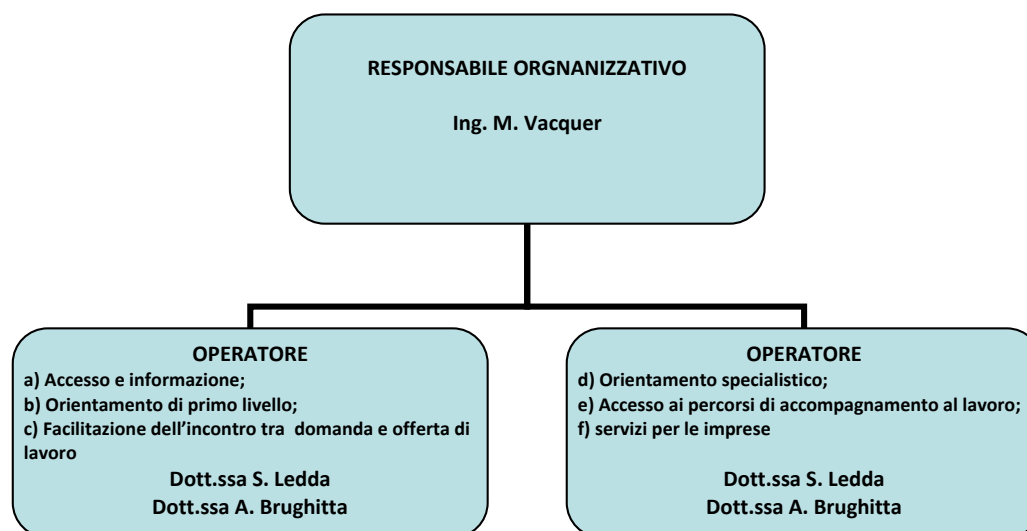 RESPONSABILE ORGNANIZZATIVO
Ing. M. Vacquer
OPERATORE
a) Accesso e informazione;
b) Orientamento di primo livello;
c) Facilitazione dell'incontro tra domanda e offerta di
lavoro
Dott.ssa S. Ledda
Dott.ssa A. Brughitta
OPERATORE
d) Orientamento specialistico;
e) Accesso ai percorsi di accompagnamento al lavoro;
f) servizi per le imprese
Dott.ssa S. Ledda
Dott.ssa A. Brughitta